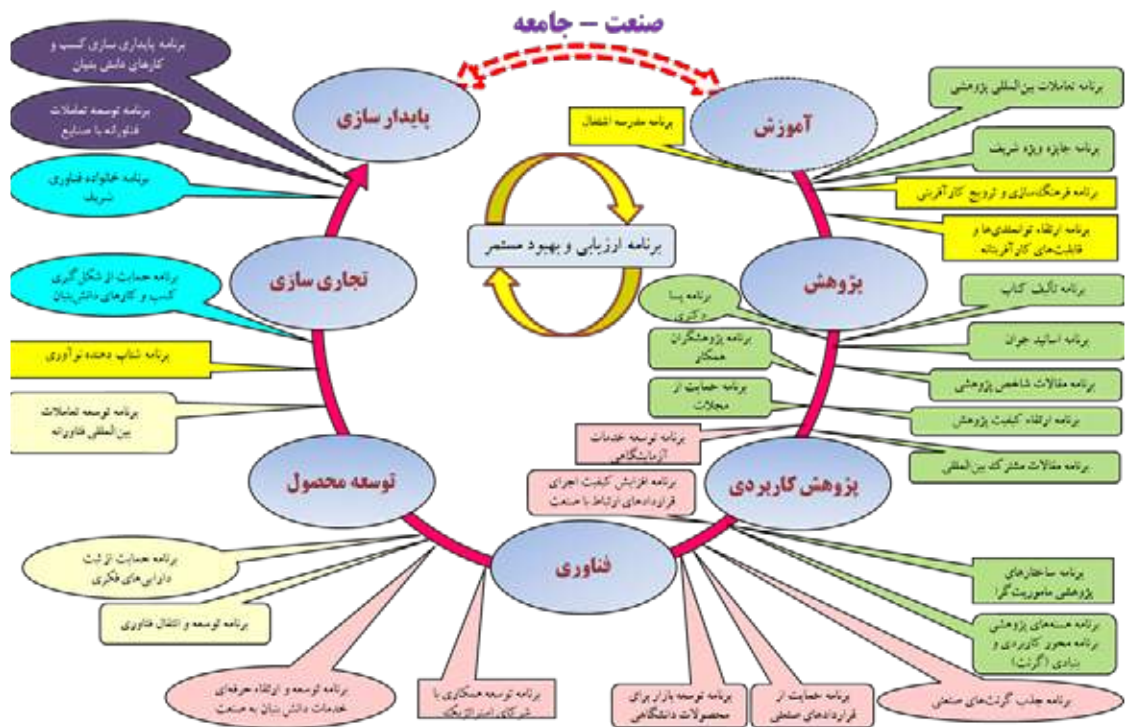 صنعت – جامعه
آموزش
برنامه تعاملات بین‌المللی پژوهشی
برنامه جایزه ویژه شریف
برنامه مدرسه اشتغال
برنامه فرهنگ‌سازی و ترویج کارآفرینی
برنامه ارتقاء توانمندی‌ها و
قابلیت‌های کارآفرینانه
پژوهش
برنامه تألیف کتاب
برنامه پسا
دکتری
برنامه اساتید جوان
برنامه پژوهشگران
همکار
برنامه مقالات شاخص پژوهشی
برنامه حمایت از
مجلات
برنامه ارتقاء کیفیت پژوهش
برنامه مقالات مشترک بین‌المللی
برنامه توسعه خدمات
آزمایشگاهی
پژوهش کاربردی
برنامه افزایش کیفیت اجرای
قراردادهای ارتباط با صنعت
برنامه ساختارهای
پژوهشی ماموریت‌گرا
برنامه هسته‌های پژوهشی
برنامه محور کاربردی و
بنیادی (گرنت)
برنامه جذب گرنت‌های صنعتی
فناوری
برنامه حمایت از
قراردادهای صنعتی
برنامه توسعه بازار برای
محصولات دانشگاهی
برنامه توسعه همکاری با
شرکای استراتژیک
برنامه توسعه و ارتقاء حرفه‌ای
خدمات دانش بنیان به صنعت
برنامه توسعه و انتقال فناوری
برنامه حمایت از ثبت
دارایی‌های فکری
توسعه محصول
برنامه توسعه تعاملات
بین‌المللی فناورانه
برنامه شتاب دهنده نوآوری
برنامه حمایت از شکل‌گیری
کسب و کارهای دانش‌بنیان
تجاری سازی
برنامه خانواده فناوری
شریف
برنامه توسعه تعاملات
فناورانه با صنایع
برنامه پایداری سازی کسب و
کارهای دانش بنیان
پایدار سازی
برنامه ارزیابی و بهبود مستمر